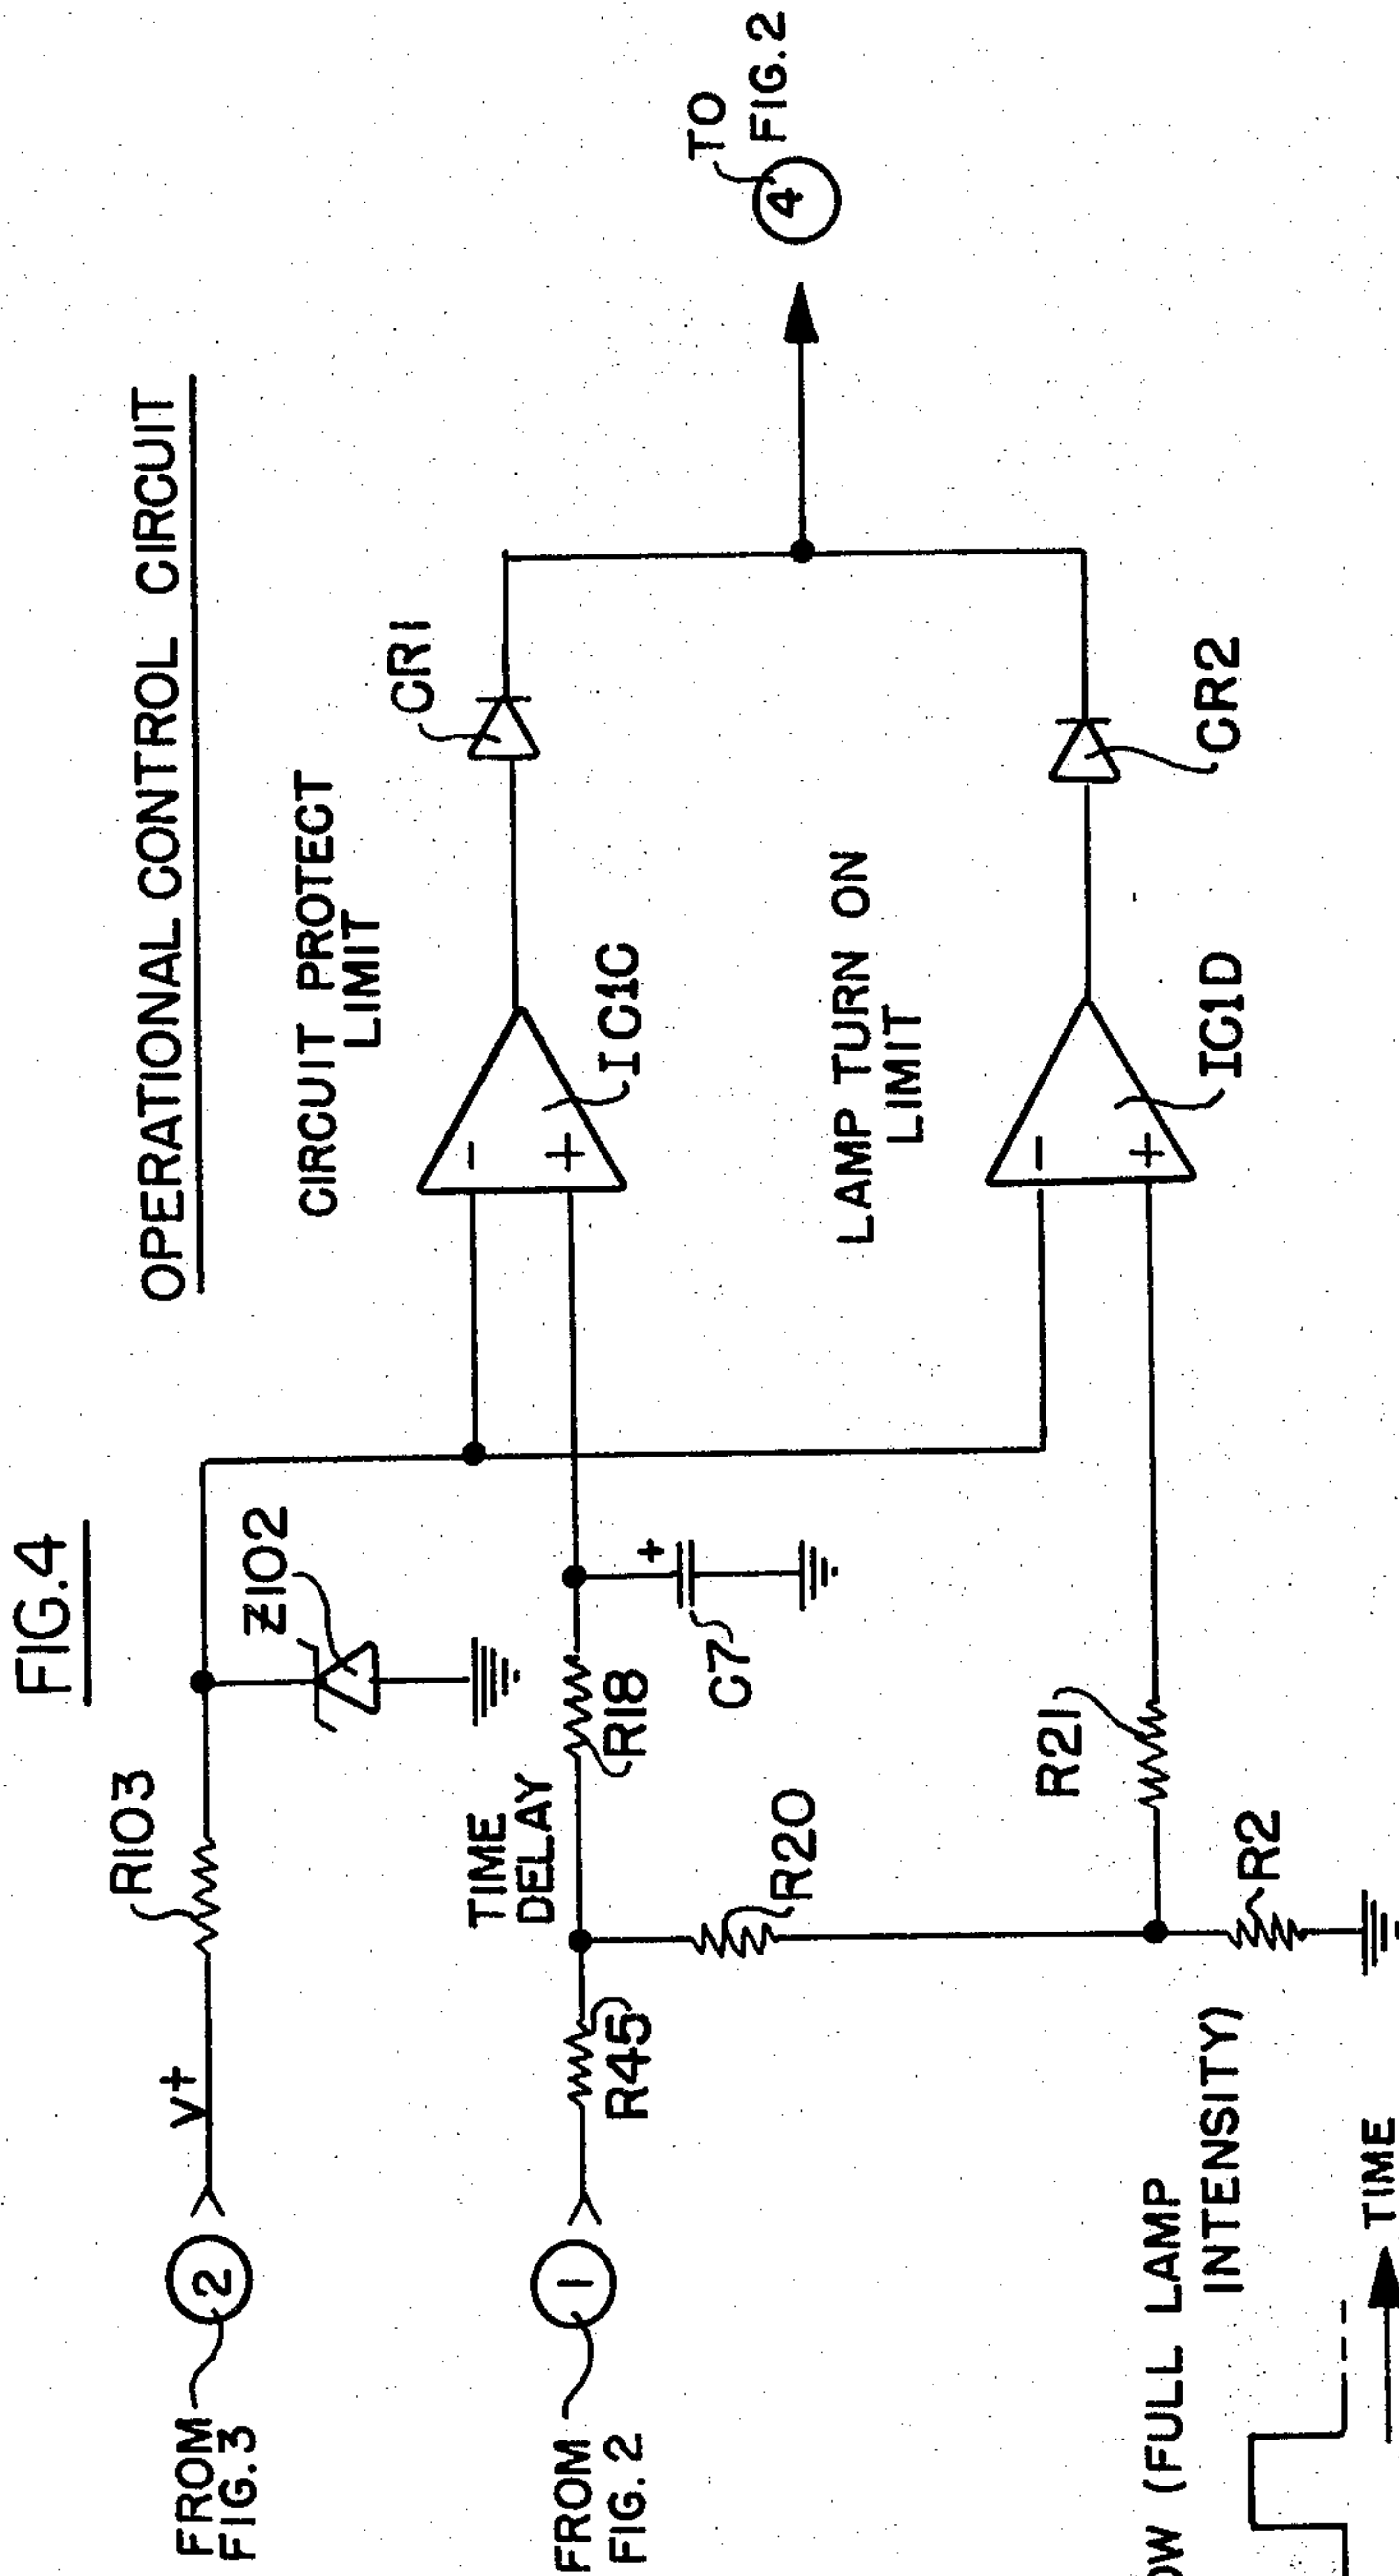 FIG.4
OPERATIONAL CONTROL CIRCUIT
FROM
FIG.3
2
V+
R103
Z102
CIRCUIT PROTECT
LIMIT
CR1
-
+
IC1C
FROM
FIG. 2
1
R45
TIME
DELAY
R18
+
C7
R20
TO
FIG.2
4
LAMP TURN ON
LIMIT
-
+
IC1D
CR2
R21
R2
(FULL LAMP
INTENSITY)
TIME